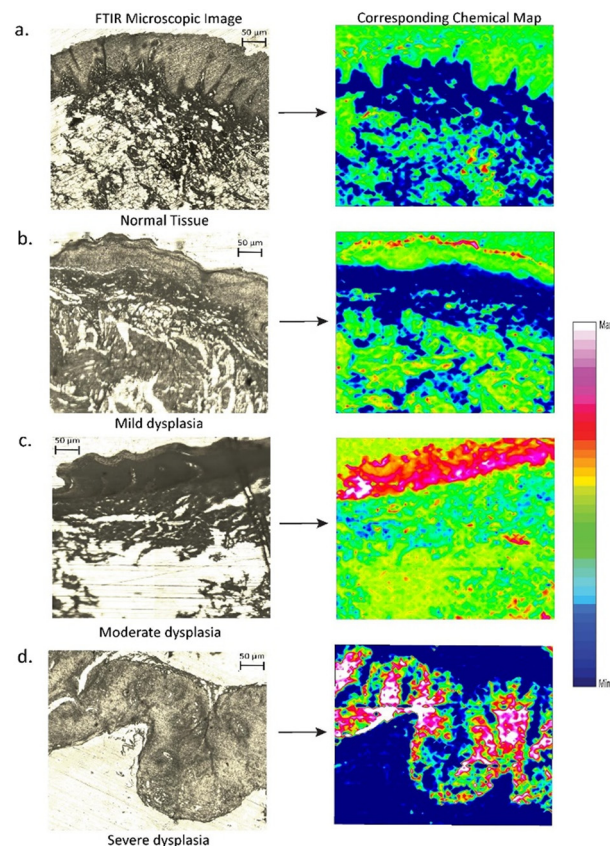 FTIR Microscopic Image
Corresponding Chemical Map
a.
50 µm
Normal Tissue
b.
50 µm
Mild dysplasia
Max
c.
50 µm
Moderate dysplasia
Min
d.
50 µm
Severe dysplasia